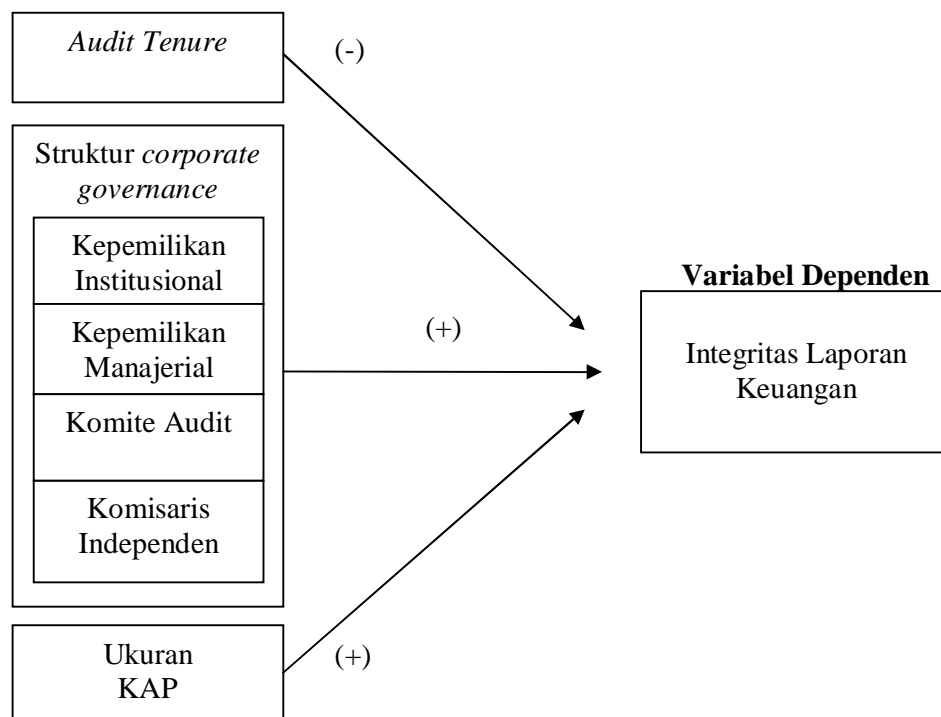 Audit Tenure
(-)
Struktur corporate
governance
Kepemilikan
Institusional
Kepemilikan
Manajerial
Komite Audit
Komisaris
Independen
(+)
Variabel Dependen
Integritas Laporan
Keuangan
Ukuran
KAP
(+)